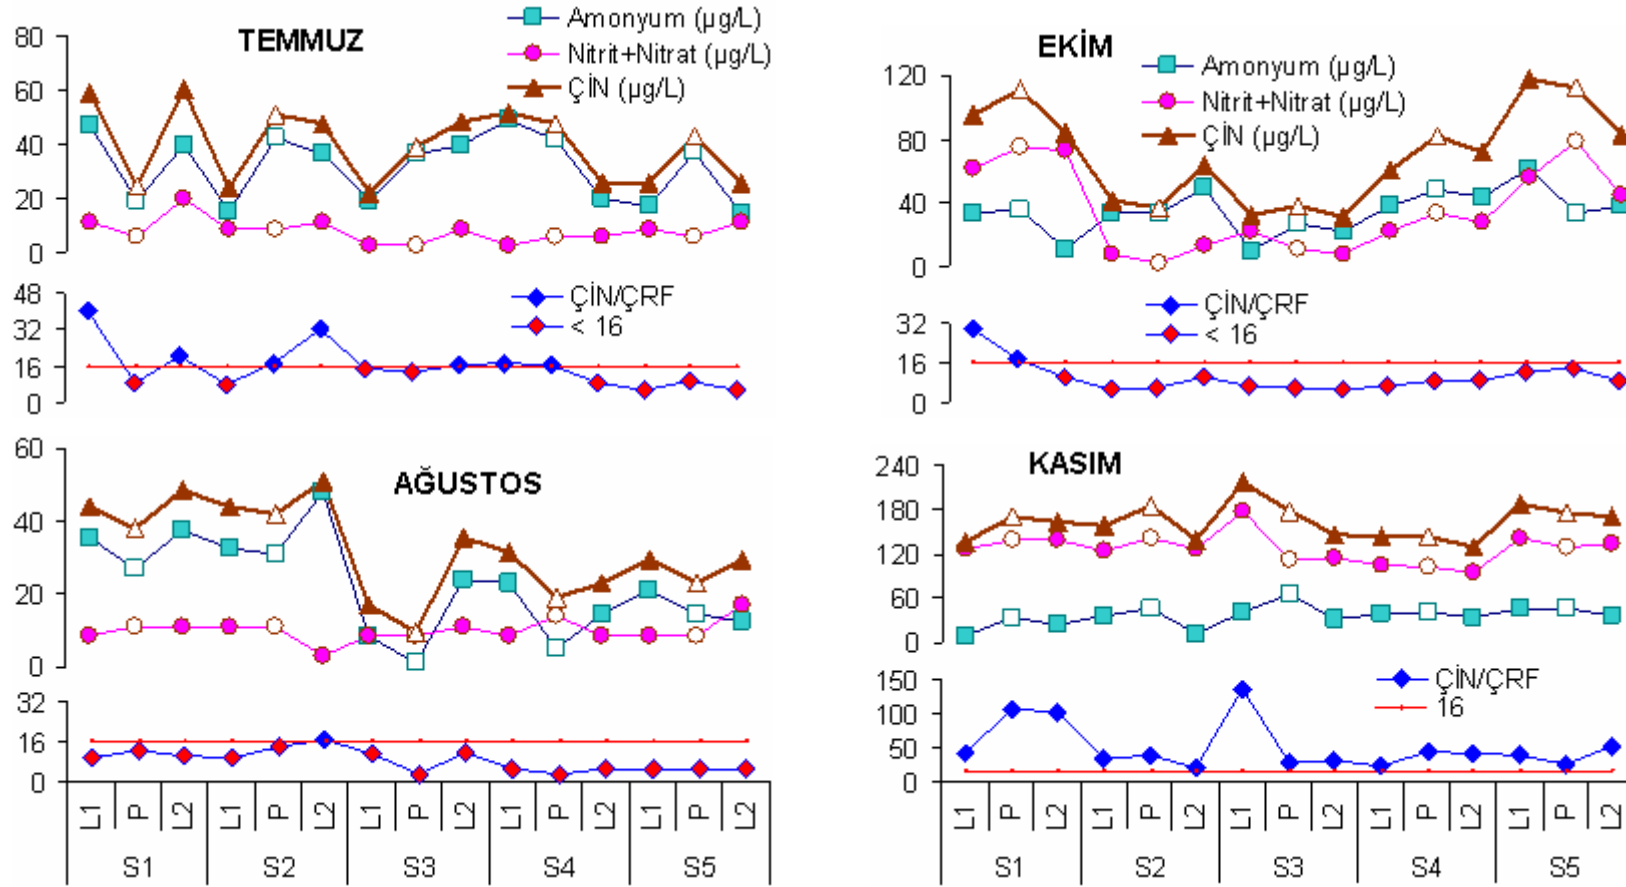 TEMMUZ
Amonyum (µg/L)
Nitrit+Nitrat (µg/L)
ÇİN (µg/L)
80
60
40
20
0
ÇİN/ÇRF
< 16
48
32
16
0
AĞUSTOS
60
40
20
0
32
16
0
L1 P L2 L1 P L2 L1 P L2 L1 P L2 L1 P L2
S1 S2 S3 S4 S5
EKİM
Amonyum (µg/L)
Nitrit+Nitrat (µg/L)
ÇİN (µg/L)
120
80
40
0
ÇİN/ÇRF
< 16
32
16
0
KASIM
240
180
120
60
0
ÇİN/ÇRF
16
150
100
50
0
L1 P L2 L1 P L2 L1 P L2 L1 P L2 L1 P L2
S1 S2 S3 S4 S5